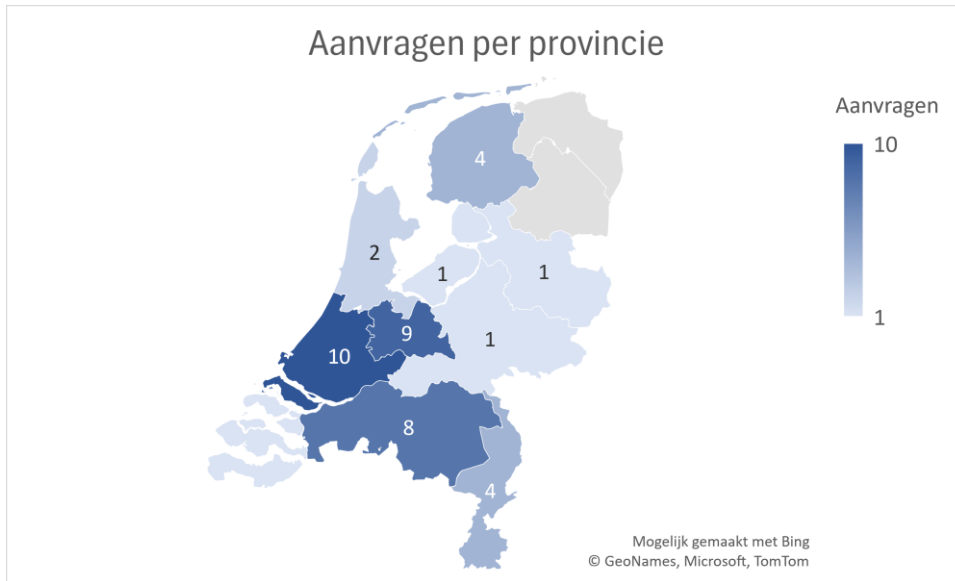 Aanvragen per provincie
Aanvragen
10
1
4
2
1
1
9
1
10
8
4
Mogelijk gemaakt met Bing
© GeoNames, Microsoft, TomTom